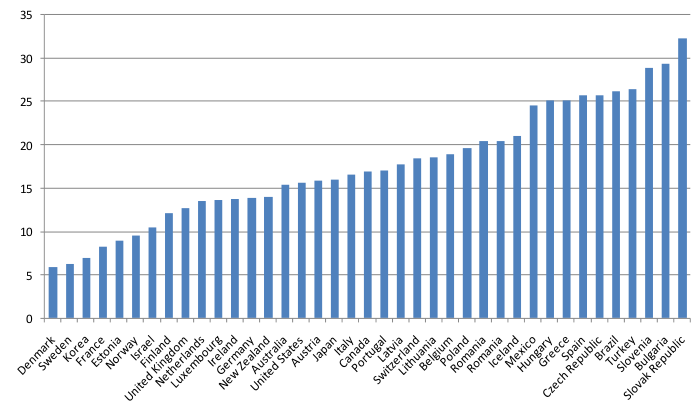 35
30
25
20
15
10
5
0
Denmark
Sweden
Korea
France
Estonia
Norway
Israel
Finland
United Kingdom
Netherlands
Luxembourg
Ireland
Germany
New Zealand
Australia
United States
Austria
Japan
Italy
Canada
Portugal
Latvia
Switzerland
Lithuania
Belgium
Poland
Romania
Romania
Iceland
Mexico
Hungary
Greece
Spain
Czech Republic
Brazil
Turkey
Slovenia
Bulgaria
Slovak Republic